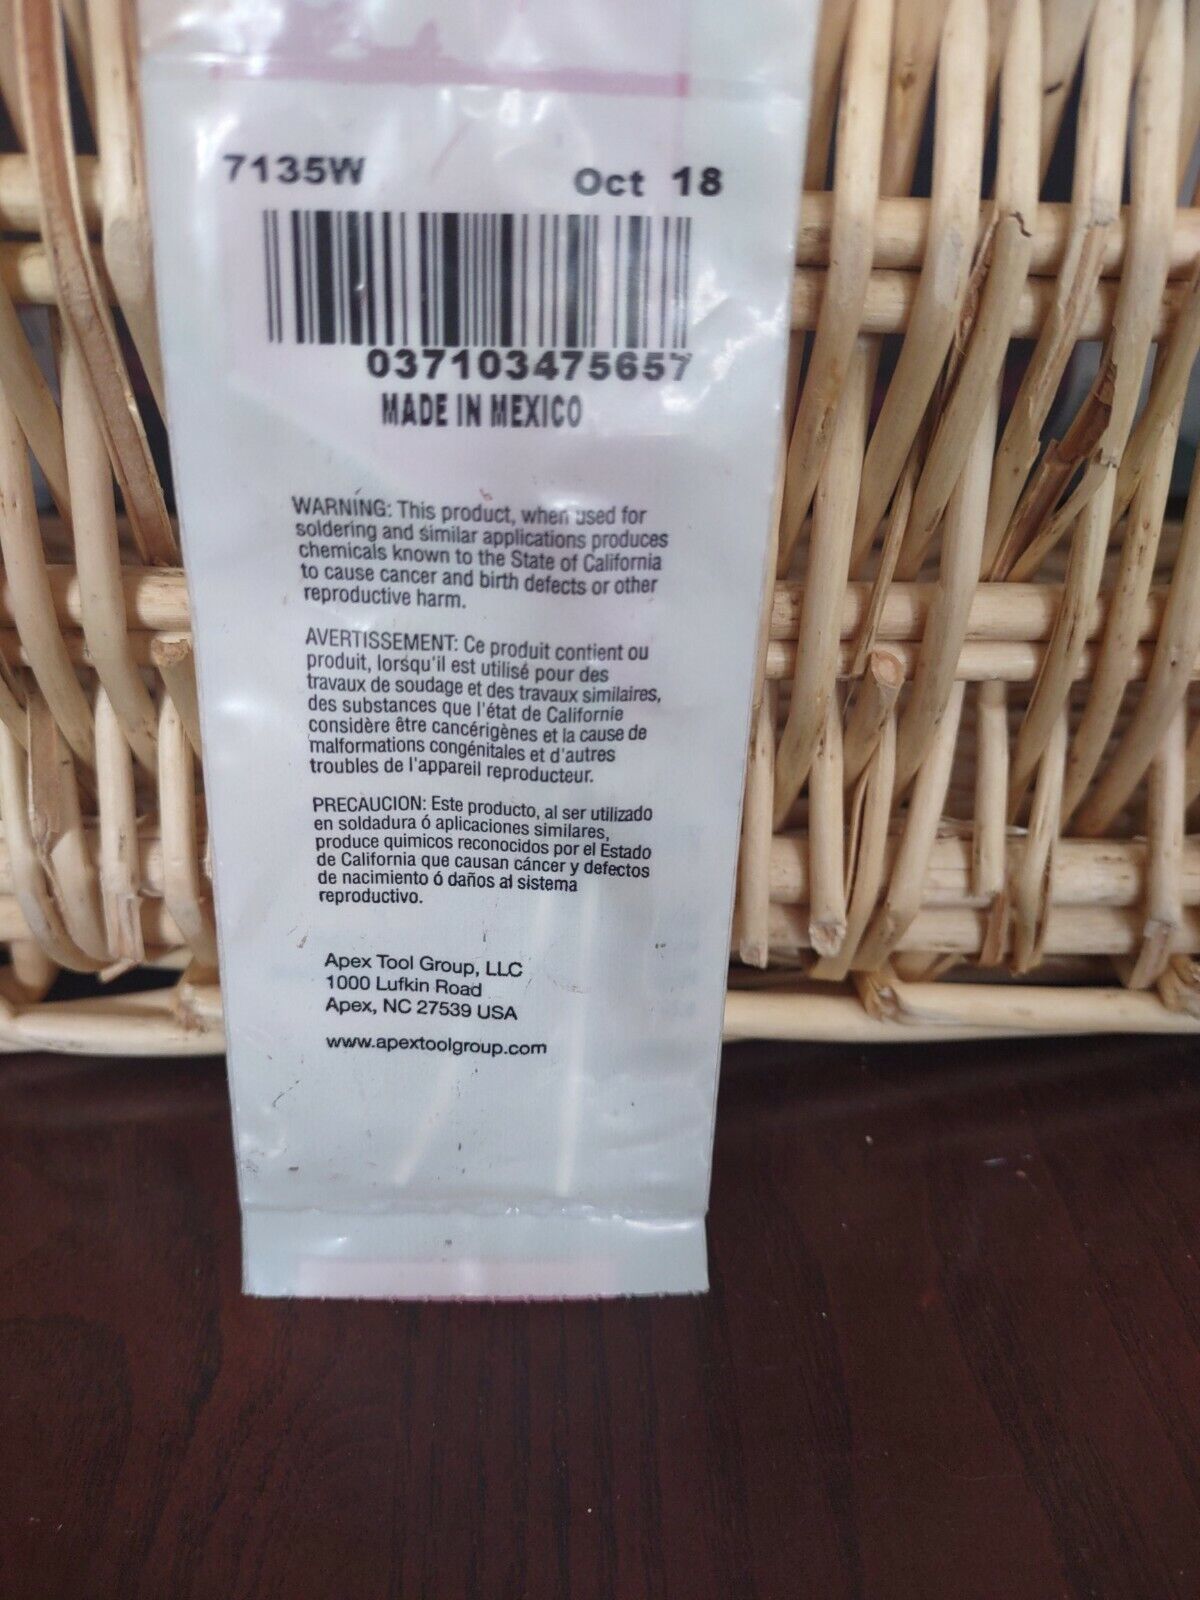 7135W Oct 18
037103475657
MADE IN MEXICO
WARNING: This product, when used for
soldering and similar applications produces
chemicals known to the State of California
to cause cancer and birth defects or other
reproductive harm.
AVERTISSEMENT: Ce produit contient ou
produit, lorsqu'il est utilisé pour des
travaux de soudage et des travaux similaires,
des substances que l'état de Californie
considère être cancérigènes et la cause de
malformations congénitales et d'autres
troubles de l'appareil reproducteur.
PRECAUCION: Este producto, al ser utilizado
en soldadura ó aplicaciones similares,
produce quimicos reconocidos por el Estado
de California que causan cáncer y defectos
de nacimiento ó daños al sistema
reproductivo.
Apex Tool Group, LLC
1000 Lufkin Road
Apex, NC 27539 USA
www.apextoolgroup.com